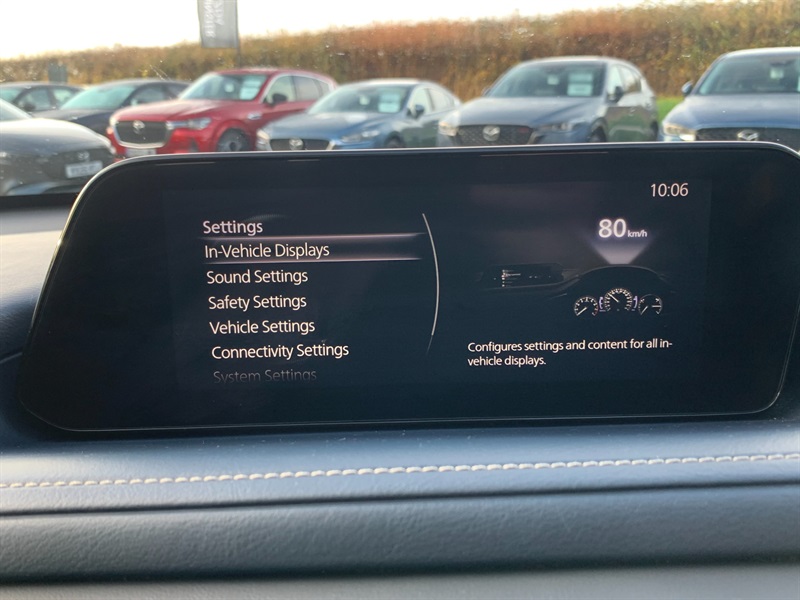 10:06
Settings
In-Vehicle Displays
Sound Settings
Safety Settings
Vehicle Settings
Connectivity Settings
System Settings
80 km/h
Configures settings and content for all in-
vehicle displays.